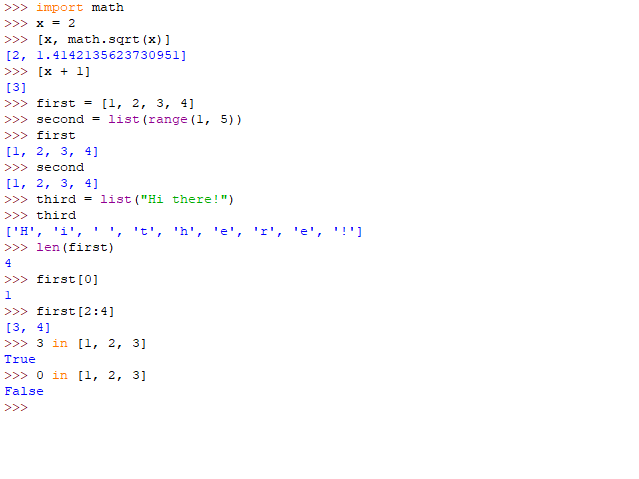 >>> import math
>>> x = 2
>>> [x, math.sqrt(x)]
[2, 1.4142135623730951]
>>> [x + 1]
[3]
>>> first = [1, 2, 3, 4]
>>> second = list(range(1, 5))
>>> first
[1, 2, 3, 4]
>>> second
[1, 2, 3, 4]
>>> third = list("Hi there!")
>>> third
['H', 'i', ' ', 't', 'h', 'e', 'r', 'e', '!']
>>> len(first)
4
>>> first[0]
1
>>> first[2:4]
[3, 4]
>>> 3 in [1, 2, 3]
True
>>> 0 in [1, 2, 3]
False
>>>